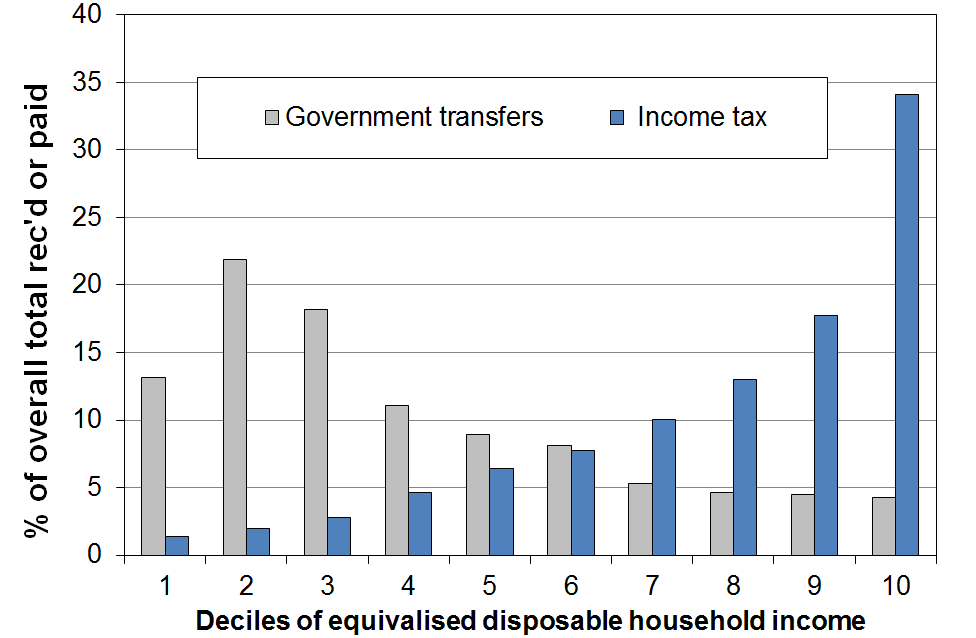 40
35
30
25
20
15
10
5
0
% of overall total rec'd or paid
Government transfers
Income tax
1 2 3 4 5 6 7 8 9 10
Deciles of equivalised disposable household income